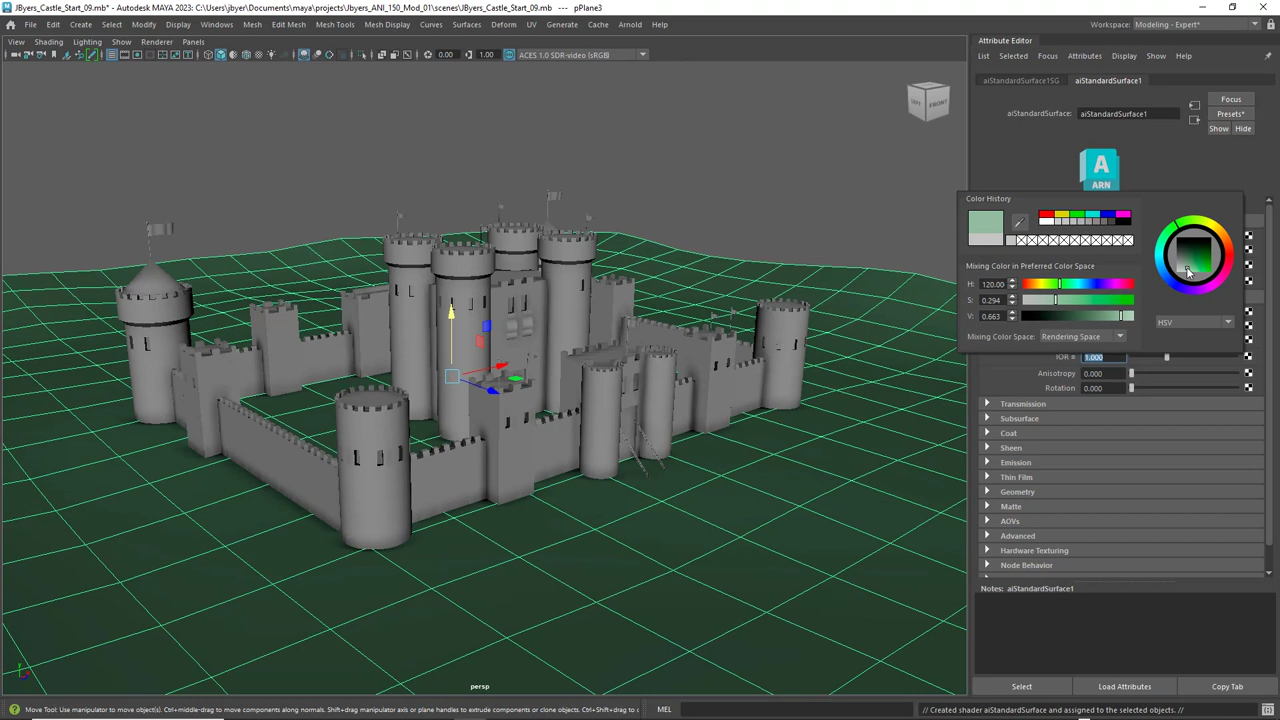 JByers_Castle_Start_09.mb* - Autodesk MAYA 2023: C:\Users\jbyer\Documents\maya\projects\Jbyers_ANI_150_Mod_01\scenes\JByers_Castle_Start_09.mb* --- pPlane3
File Edit Create Select Modify Display Windows Mesh Edit Mesh Mesh Tools Mesh Display Curves Surfaces Deform UV Generate Cache Arnold Help
Workspace: Modeling - Expert*
View Shading Lighting Show Renderer Panels
0.00 1.00 ACES 1.0 SDR-video (sRGB)
LEFT FRONT
persp
Attribute Editor
List Selected Focus Attributes Display Show Help
aiStandardSurface1SG aiStandardSurface1
Focus
aiStandardSurface: aiStandardSurface1
Presets*
Show Hide
A
ARN
Color History
Mixing Color in Preferred Color Space
H: 120.00
S: 0.294
V: 0.663
HSV
Mixing Color Space: Rendering Space
IOR = 1.000
Anisotropy 0.000
Rotation 0.000
Transmission
Subsurface
Coat
Sheen
Emission
Thin Film
Geometry
Matte
AOVs
Advanced
Hardware Texturing
Node Behavior
Notes: aiStandardSurface1
Select Load Attributes Copy Tab
Move Tool: Use manipulator to move object(s). Ctrl+middle-drag to move components along normals. Shift+drag manipulator axis or plane handles to extrude components or clone objects. Ctrl+Shift+drag to c
MEL
// Created shader aiStandardSurface and assigned to the selected objects. //